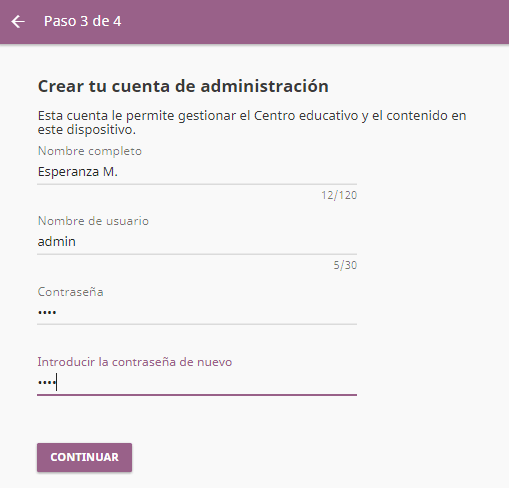 Paso 3 de 4
Crear tu cuenta de administración
Esta cuenta le permite gestionar el Centro educativo y el contenido en
este dispositivo.
Nombre completo
Esperanza M.
12/120
Nombre de usuario
admin
5/30
Contraseña
••••
Introducir la contraseña de nuevo
••••
CONTINUAR